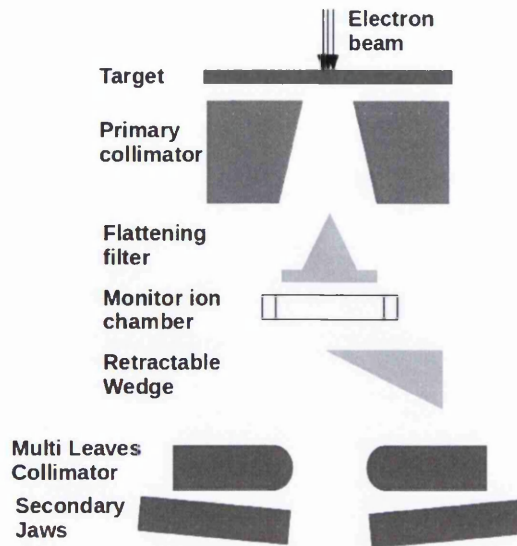 Electron
beam
Target
Primary
collimator
Flattening
filter
Monitor ion
chamber
Retractable
Wedge
Multi Leaves
Collimator
Secondary
Jaws